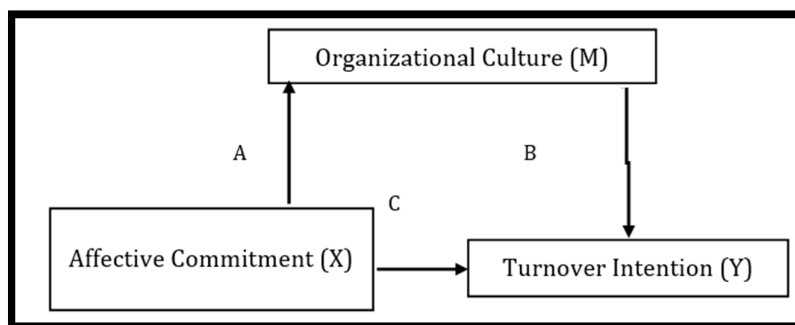 Organizational Culture (M)
A
B
C
Affective Commitment (X)
Turnover Intention (Y)